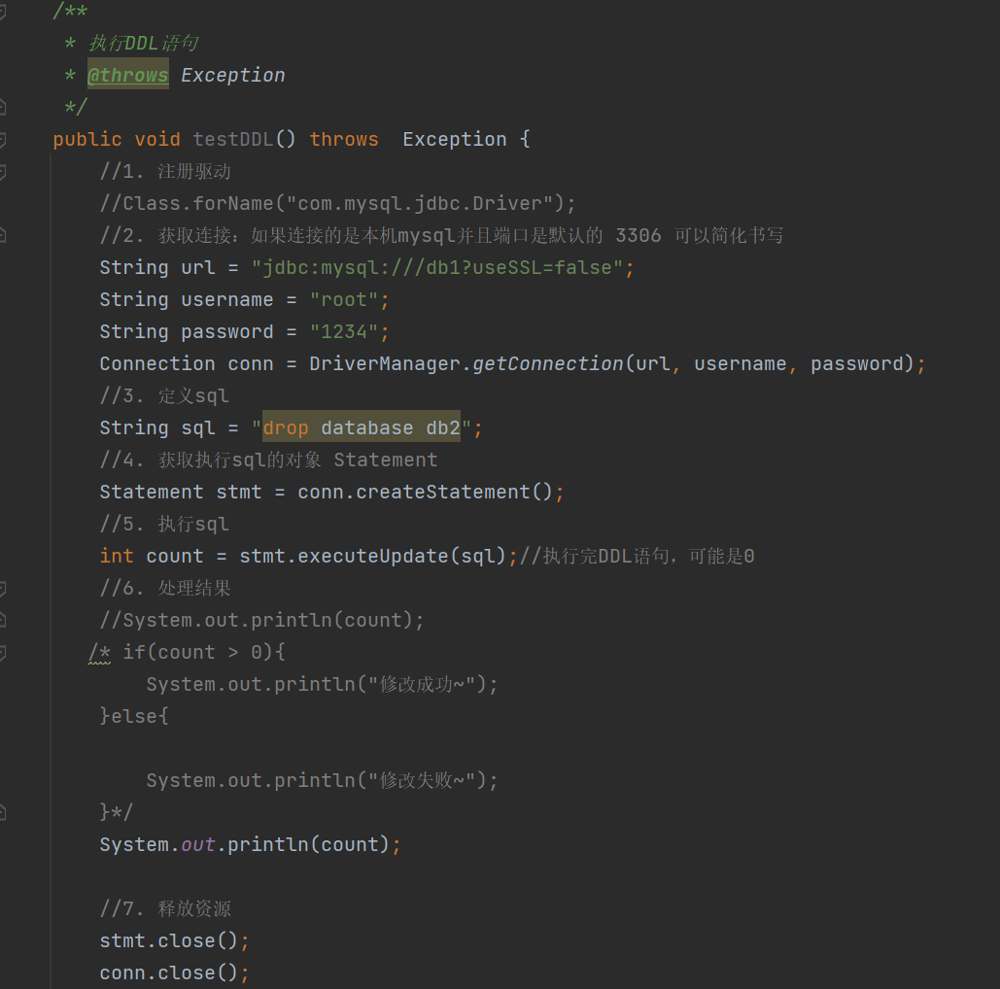 /**
 * 执行DDL语句
 * @throws Exception
 */
public void testDDL() throws  Exception {
    //1. 注册驱动
    //Class.forName("com.mysql.jdbc.Driver");
    //2. 获取连接：如果连接的是本机mysql并且端口是默认的 3306 可以简化书写
    String url = "jdbc:mysql:///db1?useSSL=false";
    String username = "root";
    String password = "1234";
    Connection conn = DriverManager.getConnection(url, username, password);
    //3. 定义sql
    String sql = "drop database db2";
    //4. 获取执行sql的对象 Statement
    Statement stmt = conn.createStatement();
    //5. 执行sql
    int count = stmt.executeUpdate(sql);//执行完DDL语句，可能是0
    //6. 处理结果
    //System.out.println(count);
   /* if(count > 0){
        System.out.println("修改成功~");
    }else{
        System.out.println("修改失败~");
    }*/
    System.out.println(count);
    //7. 释放资源
    stmt.close();
    conn.close();